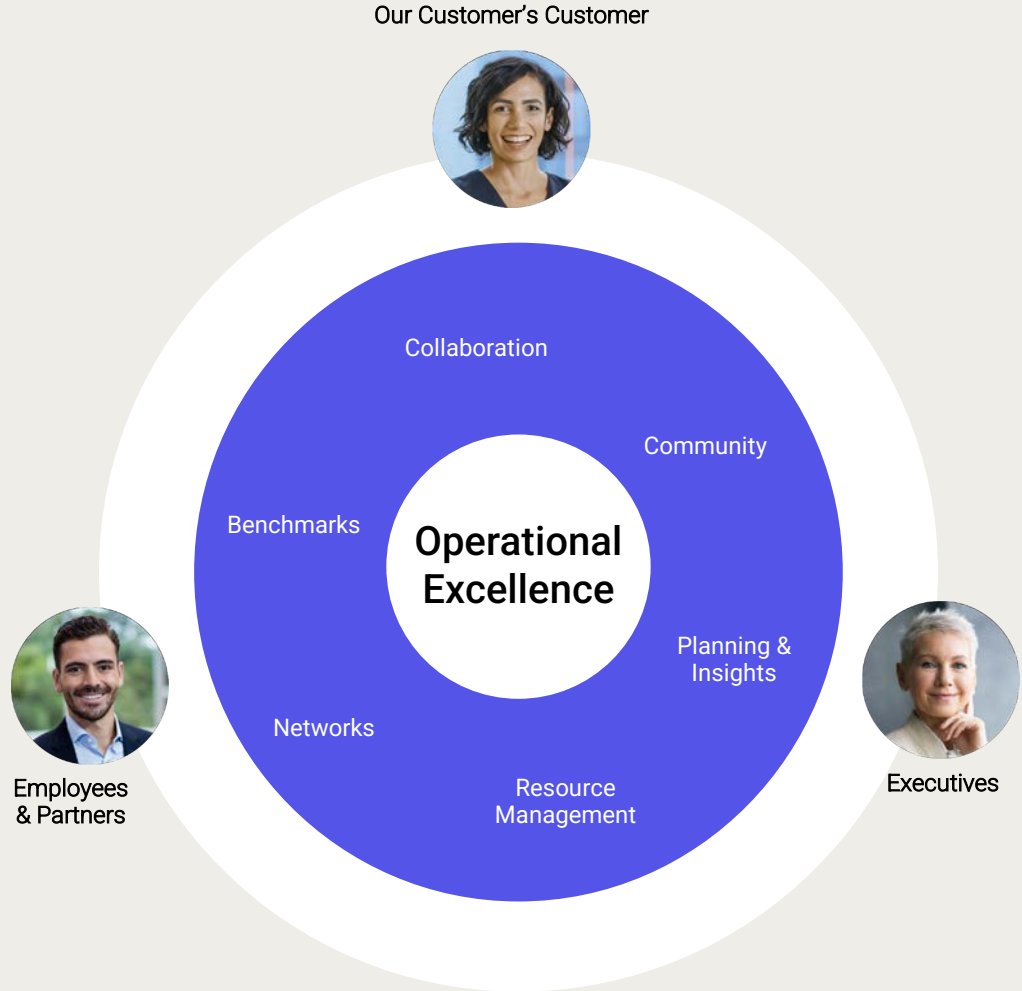 Our Customer’s Customer
Collaboration
Community
Benchmarks
Operational
Excellence
Planning &
Insights
Networks
Resource
Management
Employees
& Partners
Executives